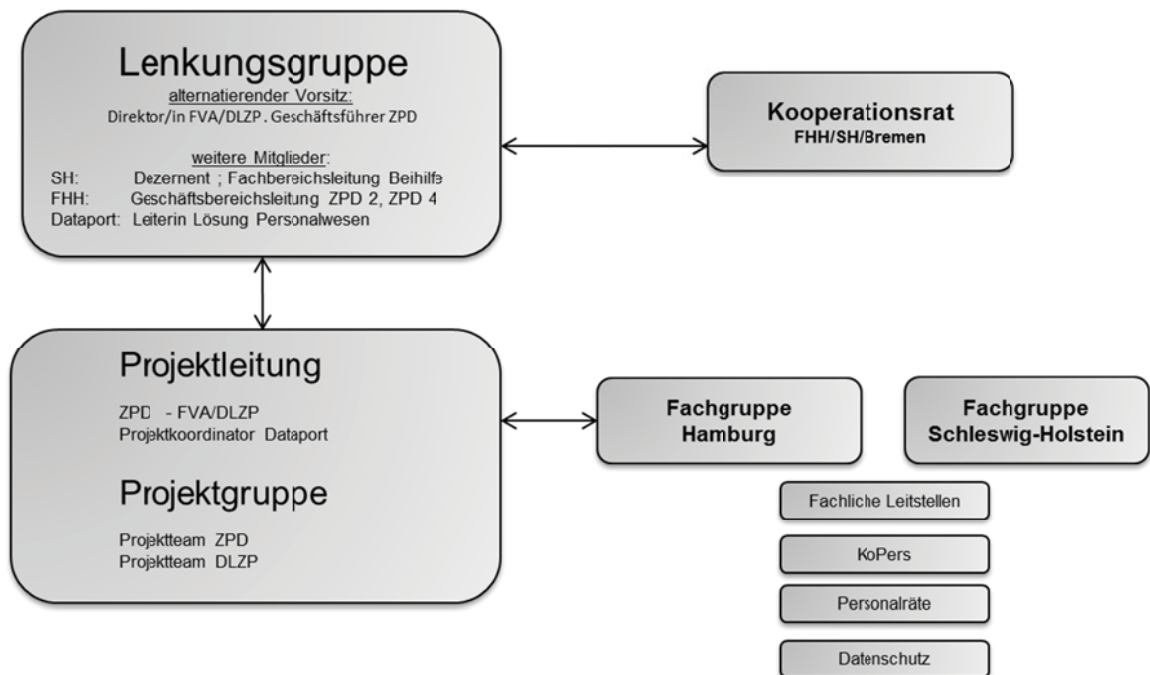 Lenkungsgruppe
alternatierender Vorsitz:
Direktor/in FVA/DLZP . Geschäftsführer ZPD
weitere Mitglieder:
SH: Dezernent ; Fachbereichsleitung Beihilfe
FHH: Geschäftsbereichsleitung ZPD 2, ZPD 4
Dataport: Leiterin Lösung Personalwesen
Kooperationsrat
FHH/SH/Bremen
Projektleitung
ZPD - FVA/DLZP
Projektkoordinator Dataport
Projektgruppe
Projektteam ZPD
Projektteam DLZP
Fachgruppe
Hamburg
Fachgruppe
Schleswig-Holstein
Fachliche Leitstellen
KoPers
Personalräte
Datenschutz